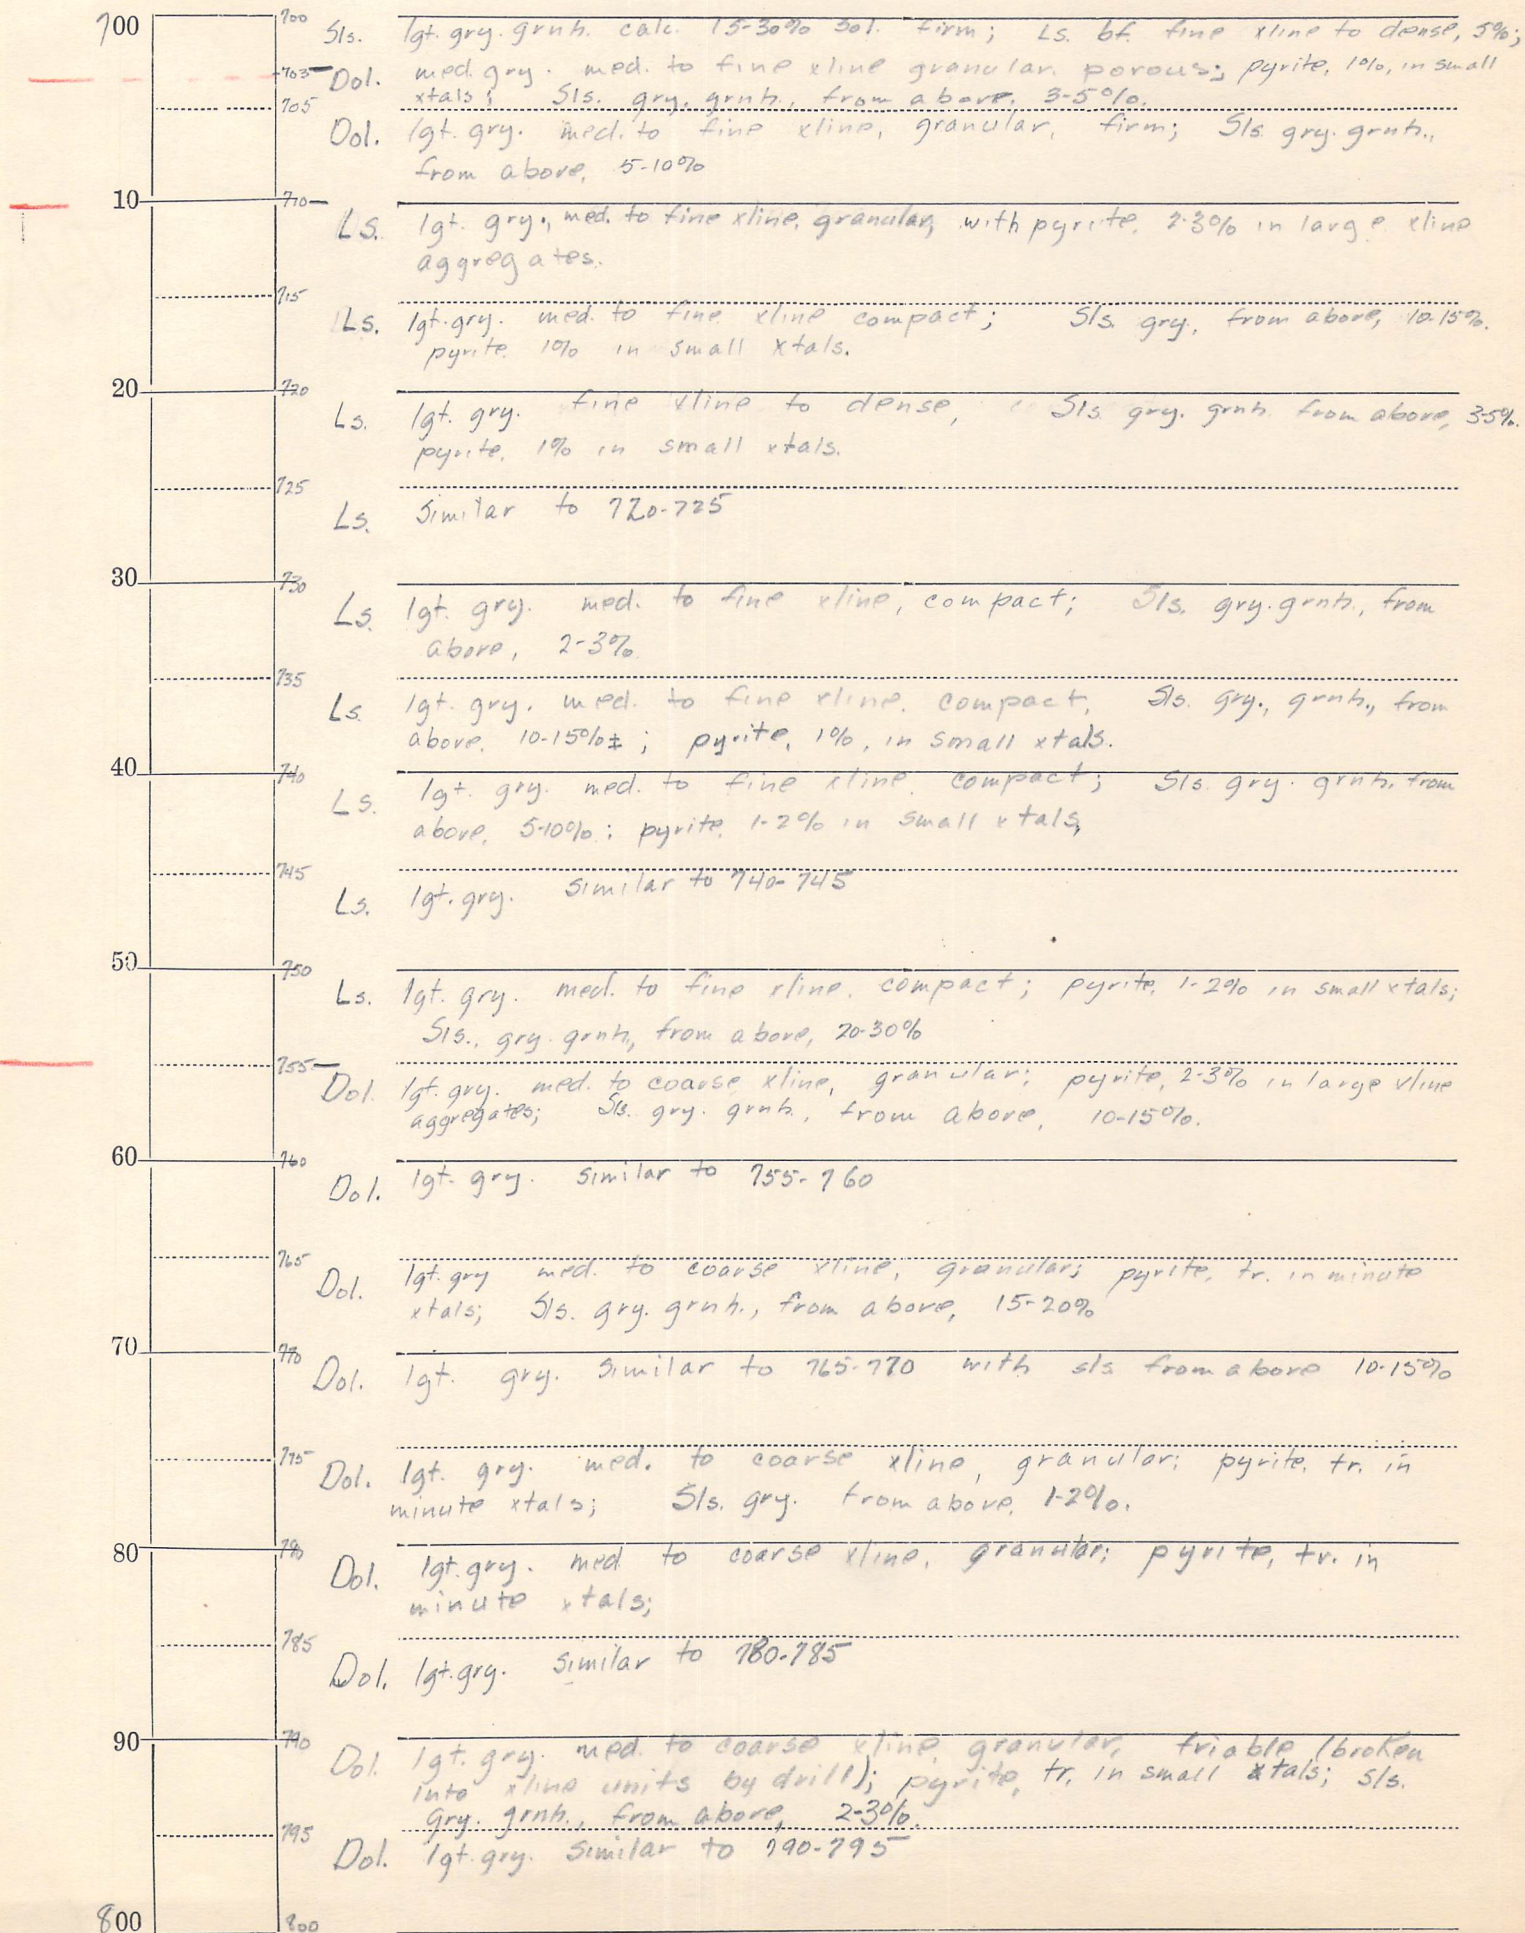 700 700
Sls. lgt. gry. grnh. calc. 15-30% sol. firm; Ls. bf. fine xline to dense, 5%;
703 Dol. med. gry. med. to fine xline granular porous; pyrite, 1%, in small
xtals; Sls. gry. grnh., from above, 3-5%.
705
Dol. lgt. gry. med. to fine xline, granular, firm; Sls. gry. grnh.,
from above, 5-10%
10 710
Ls. lgt. gry., med. to fine xline, granular, with pyrite, 2-3% in large xline
aggregates.
715
Ls. lgt. gry. med. to fine xline compact; Sls. gry, from above, 10-15%.
pyrite 1% in small xtals.
20 720
Ls. lgt. gry. fine xline to dense, Sls. gry. grnh. from above, 3-5%.
pyrite, 1% in small xtals.
725
Ls. similar to 720-725
30 730
Ls. lgt. gry. med. to fine xline, compact; Sls. gry. grnh., from
above, 2-3%
735
Ls. lgt. gry. med. to fine xline, compact, Sls. gry., grnh., from
above, 10-15%±; pyrite, 1%, in small xtals.
40 740
Ls. lgt. gry. med. to fine xline, compact; Sls. gry. grnh. from
above, 5-10%; pyrite, 1-2% in small xtals,
745
Ls. lgt. gry. similar to 740-745
50 750
Ls. lgt. gry. med. to fine xline, compact; pyrite, 1-2% in small xtals;
Sls., gry. grnh., from above, 20-30%
755
Dol. lgt. gry. med. to coarse xline, granular; pyrite, 2-3% in large xline
aggregates; Sls. gry. grnh., from above, 10-15%.
60 760
Dol. lgt. gry. similar to 755-760
765
Dol. lgt. gry med. to coarse xline, granular; pyrite, tr. in minute
xtals; Sls. gry. grnh., from above, 15-20%
70 770
Dol. lgt. gry. similar to 765-770 with sls from above 10-15%
775
Dol. lgt. gry. med. to coarse xline, granular; pyrite, tr. in
minute xtals; Sls. gry. from above, 1-2%.
80 780
Dol. lgt. gry. med to coarse xline, granular; pyrite, tr. in
minute xtals;
785
Dol. lgt. gry. similar to 780-785
90 790
Dol. lgt. gry. med. to coarse xline, granular, friable (broken
into xline units by drill); pyrite, tr. in small xtals; sls.
gry. grnh., from above, 2-3%.
795
Dol. lgt. gry. similar to 790-795
800 800